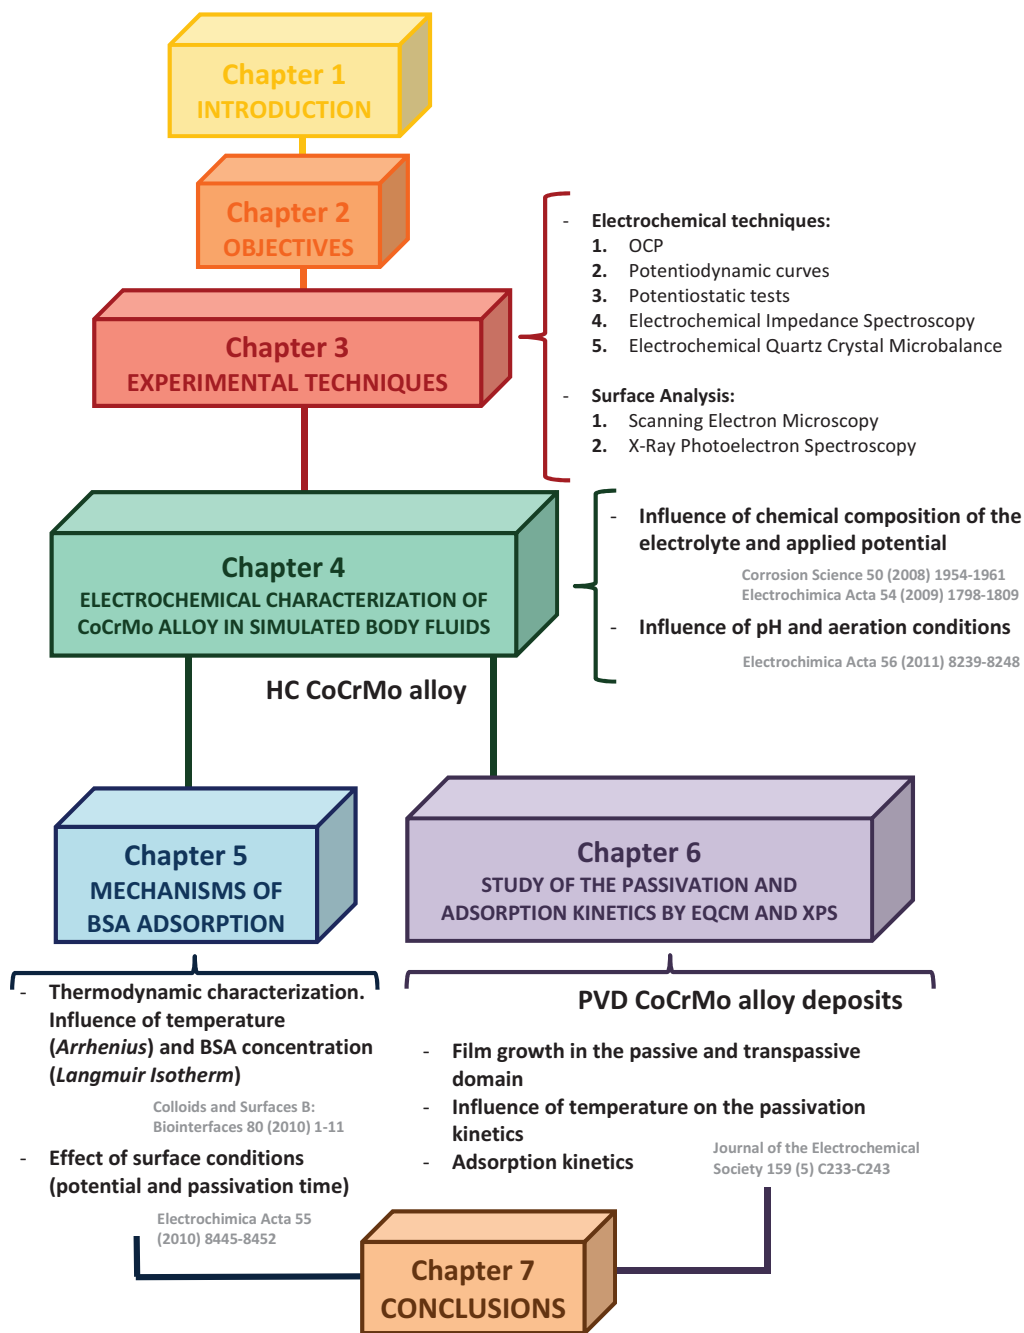 Chapter 1
INTRODUCTION
Chapter 2
OBJECTIVES
Chapter 3
EXPERIMENTAL TECHNIQUES
- Electrochemical techniques:
1. OCP
2. Potentiodynamic curves
3. Potentiostatic tests
4. Electrochemical Impedance Spectroscopy
5. Electrochemical Quartz Crystal Microbalance
- Surface Analysis:
1. Scanning Electron Microscopy
2. X-Ray Photoelectron Spectroscopy
Chapter 4
ELECTROCHEMICAL CHARACTERIZATION OF
CoCrMo ALLOY IN SIMULATED BODY FLUIDS
- Influence of chemical composition of the
electrolyte and applied potential
Corrosion Science 50 (2008) 1954-1961
Electrochimica Acta 54 (2009) 1798-1809
- Influence of pH and aeration conditions
Electrochimica Acta 56 (2011) 8239-8248
HC CoCrMo alloy
Chapter 5
MECHANISMS OF
BSA ADSORPTION
- Thermodynamic characterization.
Influence of temperature
(Arrhenius) and BSA concentration
(Langmuir Isotherm)
Colloids and Surfaces B:
Biointerfaces 80 (2010) 1-11
- Effect of surface conditions
(potential and passivation time)
Electrochimica Acta 55
(2010) 8445-8452
Chapter 6
STUDY OF THE PASSIVATION AND
ADSORPTION KINETICS BY EQCM AND XPS
PVD CoCrMo alloy deposits
- Film growth in the passive and transpassive
domain
- Influence of temperature on the passivation
kinetics
- Adsorption kinetics
Journal of the Electrochemical
Society 159 (5) C233-C243
Chapter 7
CONCLUSIONS